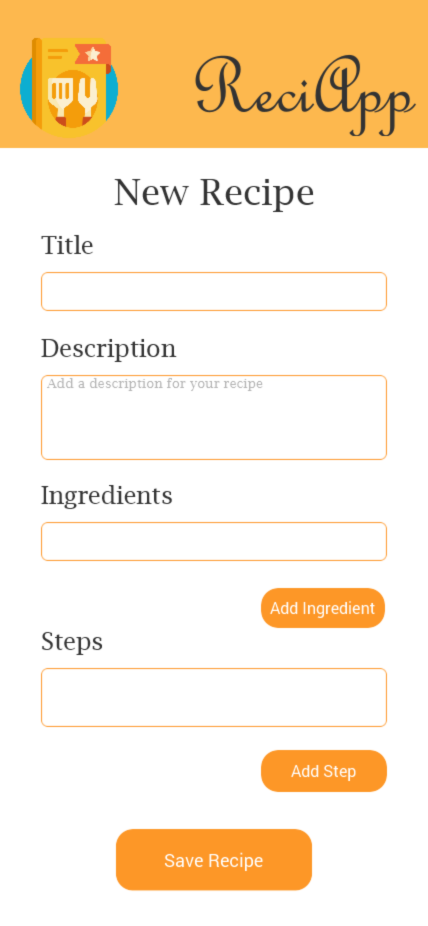 ReciApp
New Recipe
Title
Description
Add a description for your recipe
Ingredients
Add Ingredient
Steps
Add Step
Save Recipe